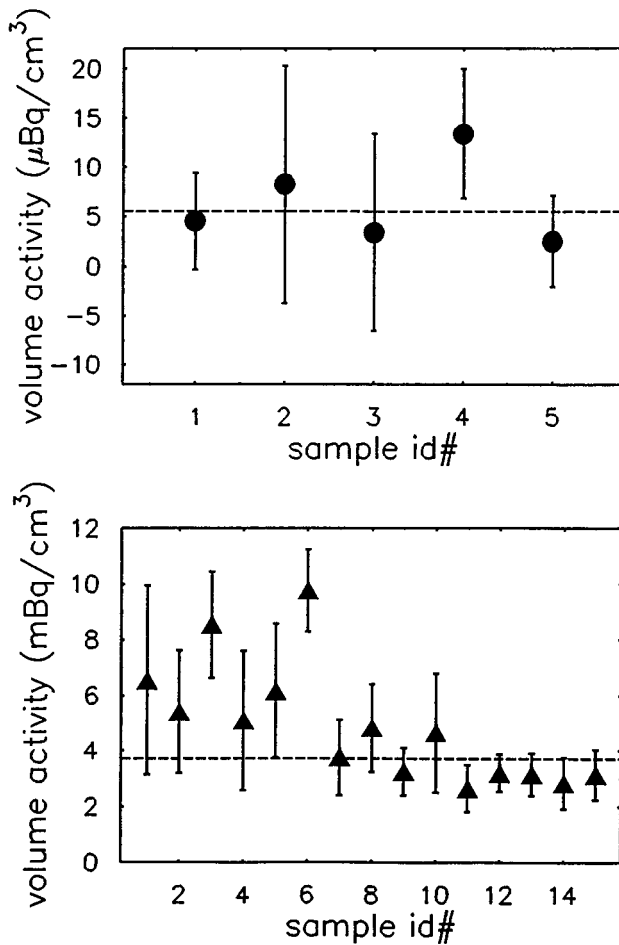 volume activity (μBq/cm³)
20
15
10
5
0
−5
−10
1 2 3 4 5
sample id#
volume activity (mBq/cm³)
12
10
8
6
4
2
0
2 4 6 8 10 12 14
sample id#